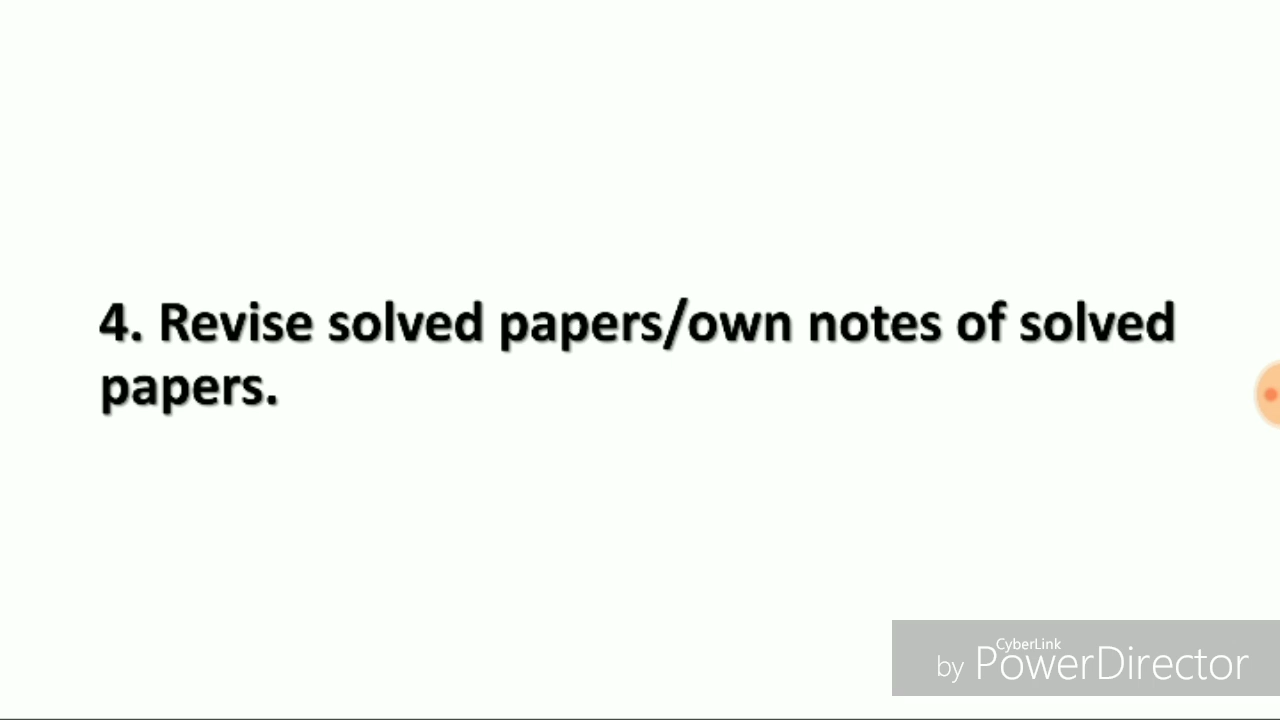 4. Revise solved papers/own notes of solved
papers.
CyberLink
by PowerDirector